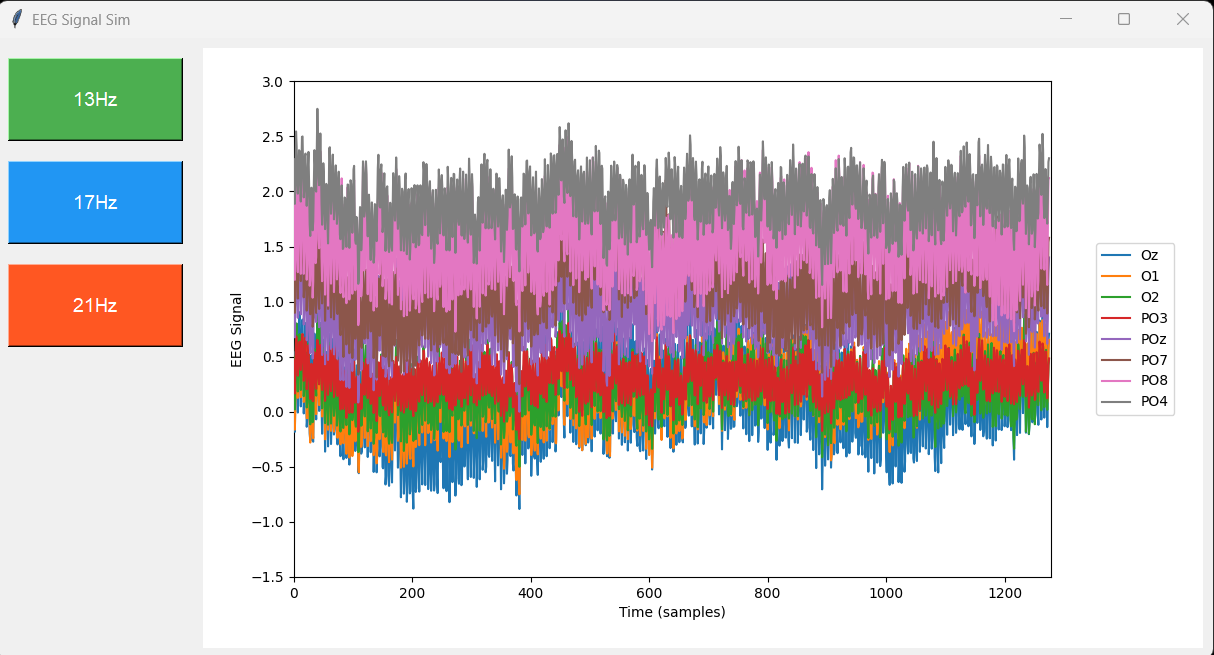 EEG Signal Sim
13Hz
17Hz
21Hz
3.0
2.5
2.0
1.5
1.0
0.5
0.0
−0.5
−1.0
−1.5
EEG Signal
0 200 400 600 800 1000 1200
Time (samples)
Oz
O1
O2
PO3
POz
PO7
PO8
PO4